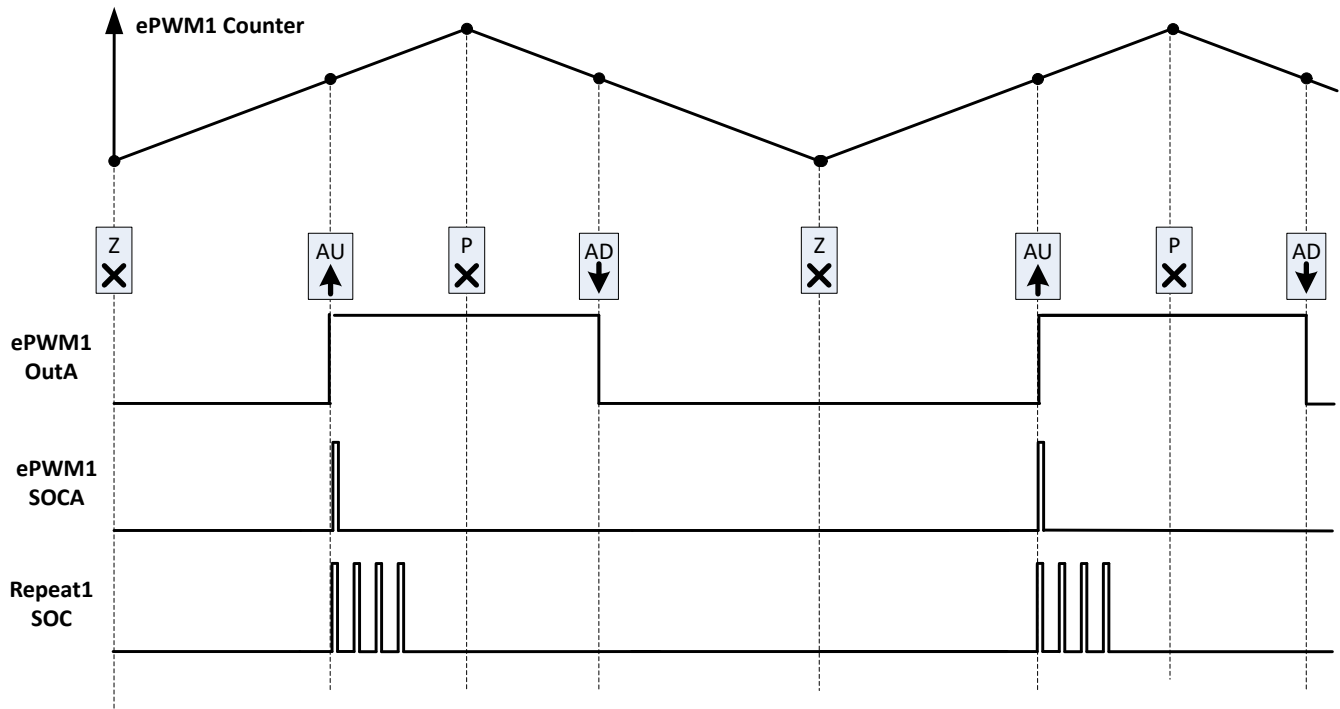 ePWM1 Counter
Z
AU
P
AD
Z
AU
P
AD
ePWM1
OutA
ePWM1
SOCA
Repeat1
SOC